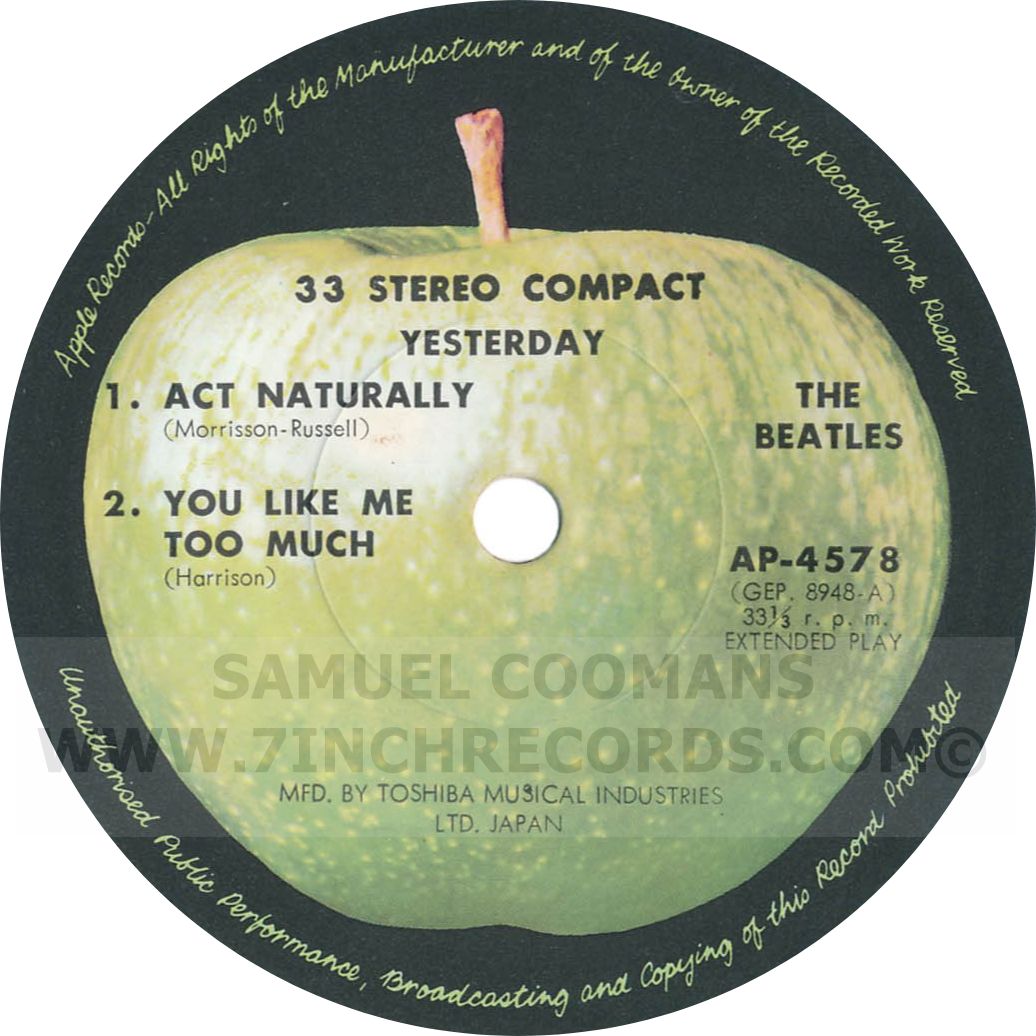 Apple Records - All Rights of the Manufacturer and of the Owner of the Recorded Work Reserved
33 STEREO COMPACT
YESTERDAY
1. ACT NATURALLY
(Morrisson-Russell)
THE
BEATLES
2. YOU LIKE ME
TOO MUCH
(Harrison)
AP-4578
(GEP. 8948-A)
33⅓ r. p. m.
EXTENDED PLAY
SAMUEL COOMANS
WWW.7INCHRECORDS.COM©
MFD. BY TOSHIBA MUSICAL INDUSTRIES
LTD. JAPAN
Unauthorised Public Performance, Broadcasting and Copying of this Record Prohibited